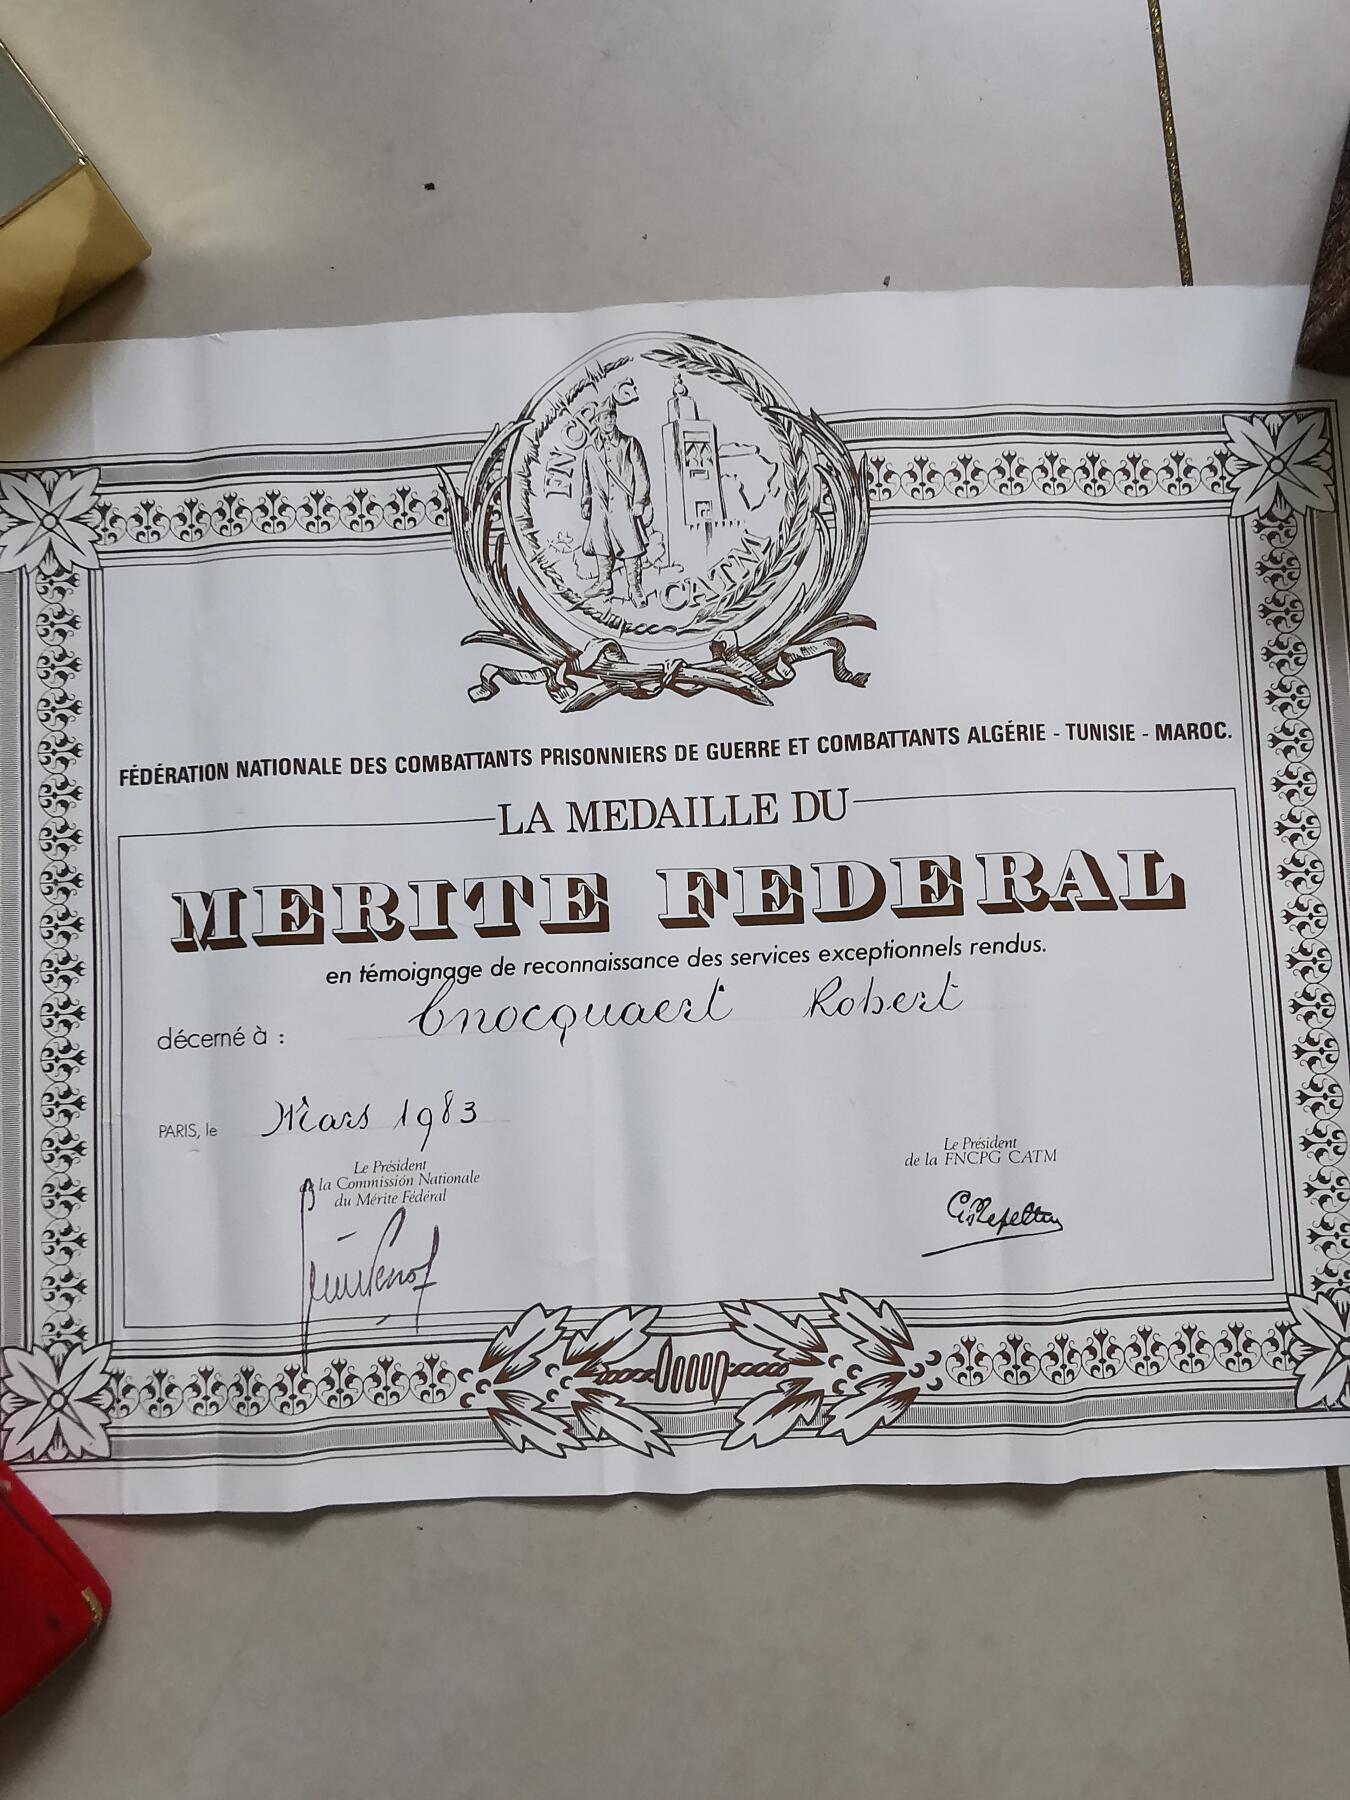 FNCPG
CATM
FÉDÉRATION NATIONALE DES COMBATTANTS PRISONNIERS DE GUERRE ET COMBATTANTS ALGÉRIE - TUNISIE - MAROC.
LA MEDAILLE DU
MERITE FEDERAL
en témoignage de reconnaissance des services exceptionnels rendus.
décerné à : Cnocquaert Robert
PARIS, le Mars 1983
Le Président
la Commission Nationale
du Mérite Fédéral
Le Président
de la FNCPG CATM